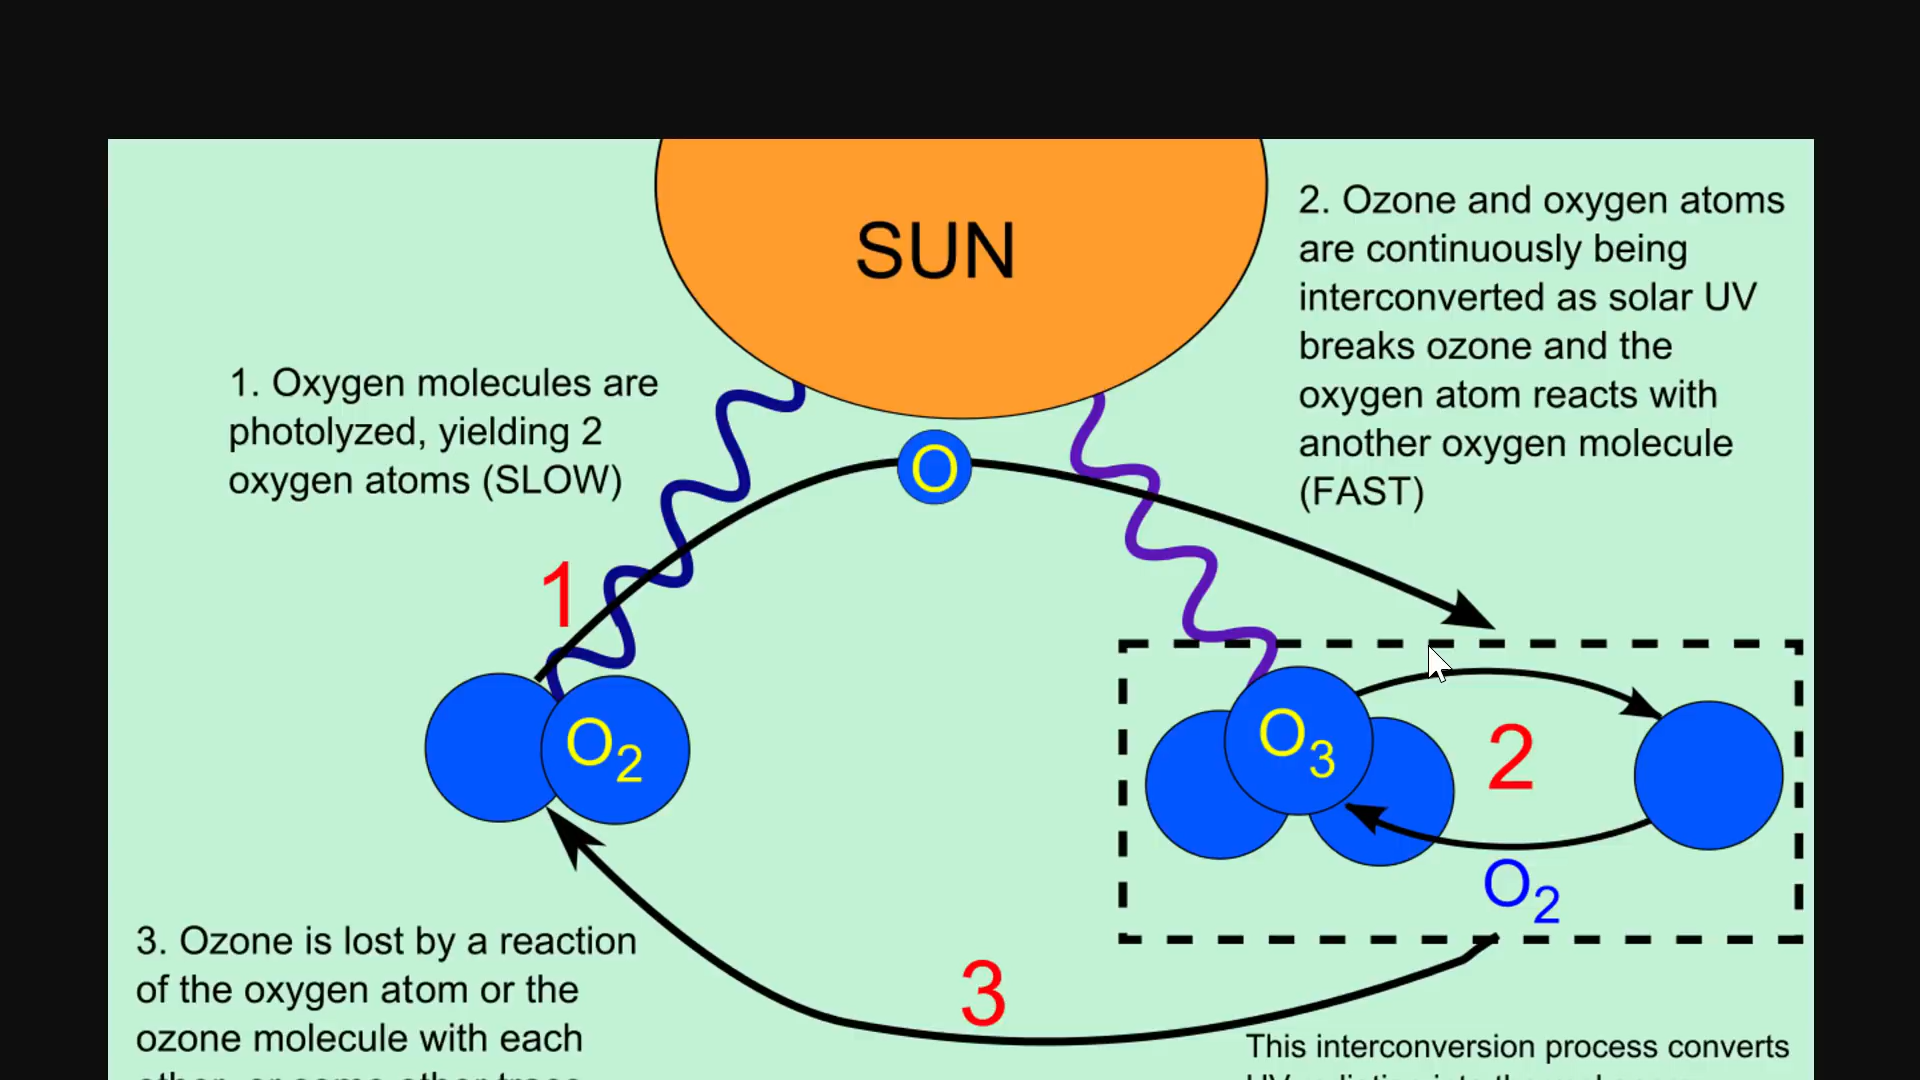 SUN
2. Ozone and oxygen atoms
are continuously being
interconverted as solar UV
breaks ozone and the
oxygen atom reacts with
another oxygen molecule
(FAST)
1. Oxygen molecules are
photolyzed, yielding 2
oxygen atoms (SLOW)
O
1
O2
O3
2
O2
3. Ozone is lost by a reaction
of the oxygen atom or the
ozone molecule with each
3
This interconversion process converts